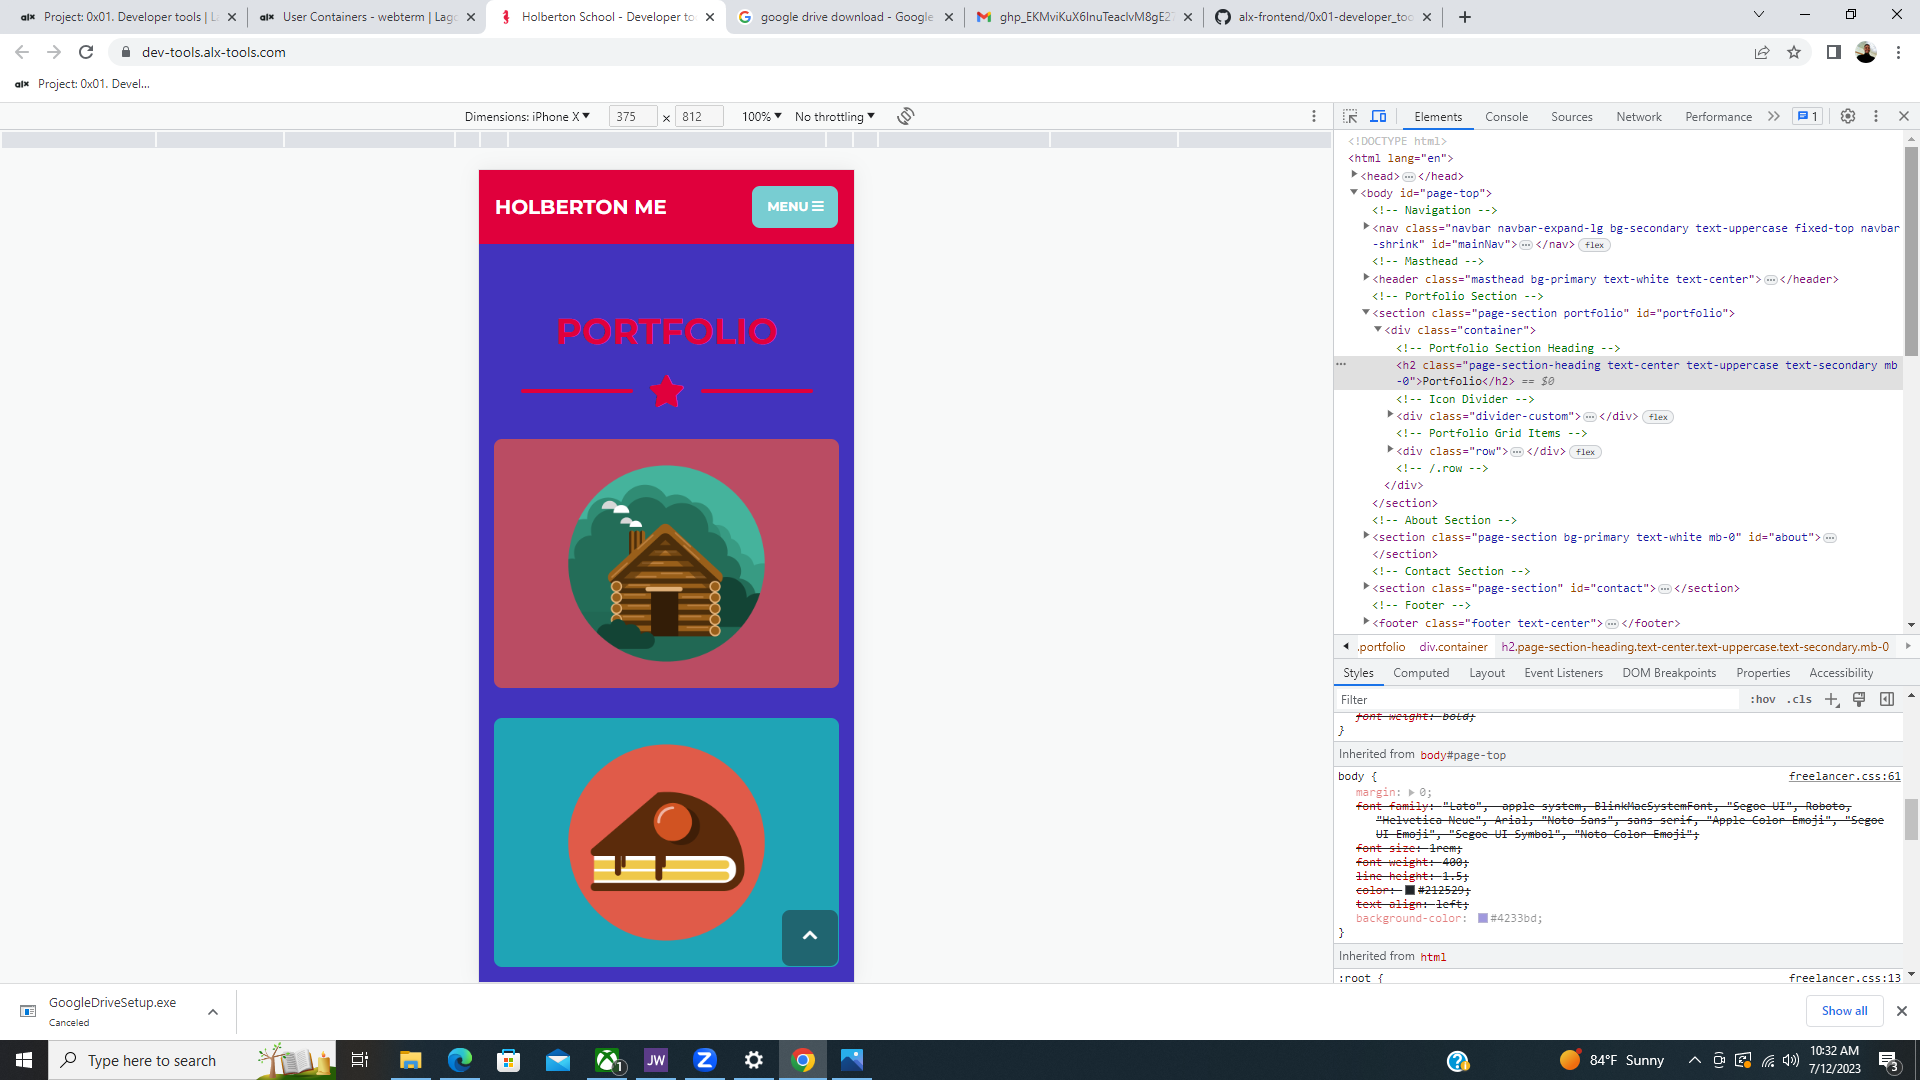 Project: 0x01. Developer tools | L
User Containers - webterm | Lago
Holberton School - Developer to
google drive download - Google
alx-frontend/0x01-developer_too
dev-tools.alx-tools.com
alx Project: 0x01. Devel...
Dimensions: iPhone X 375 x 812 100% No throttling
Elements Console Sources Network Performance 1
HOLBERTON ME
MENU
PORTFOLIO
<!DOCTYPE html>
<html lang="en">
<head> ··· </head>
<body id="page-top">
<!-- Navigation -->
<nav class="navbar navbar-expand-lg bg-secondary text-uppercase fixed-top navbar
-shrink" id="mainNav"> ··· </nav> flex
<!-- Masthead -->
<header class="masthead bg-primary text-white text-center"> ··· </header>
<!-- Portfolio Section -->
<section class="page-section portfolio" id="portfolio">
<div class="container">
<!-- Portfolio Section Heading -->
<h2 class="page-section-heading text-center text-uppercase text-secondary mb
-0">Portfolio</h2> == $0
<!-- Icon Divider -->
<div class="divider-custom"> ··· </div> flex
<!-- Portfolio Grid Items -->
<div class="row"> ··· </div> flex
<!-- /.row -->
</div>
</section>
<!-- About Section -->
<section class="page-section bg-primary text-white mb-0" id="about"> ···
</section>
<!-- Contact Section -->
<section class="page-section" id="contact"> ··· </section>
<!-- Footer -->
<footer class="footer text-center"> ··· </footer>
.portfolio div.container h2.page-section-heading.text-center.text-uppercase.text-secondary.mb-0
Styles Computed Layout Event Listeners DOM Breakpoints Properties Accessibility
Filter :hov .cls
font-weight: bold;
}
Inherited from body#page-top
body { freelancer.css:61
margin: 0;
font-family: "Lato", -apple-system, BlinkMacSystemFont, "Segoe UI", Roboto,
"Helvetica Neue", Arial, "Noto Sans", sans-serif, "Apple Color Emoji", "Segoe
UI Emoji", "Segoe UI Symbol", "Noto Color Emoji";
font-size: 1rem;
font-weight: 400;
line-height: 1.5;
color: #212529;
text-align: left;
background-color: #4233bd;
}
Inherited from html
:root { freelancer.css:13
GoogleDriveSetup.exe
Canceled
Show all
Type here to search
JW
84°F Sunny
10:32 AM
7/12/2023
3